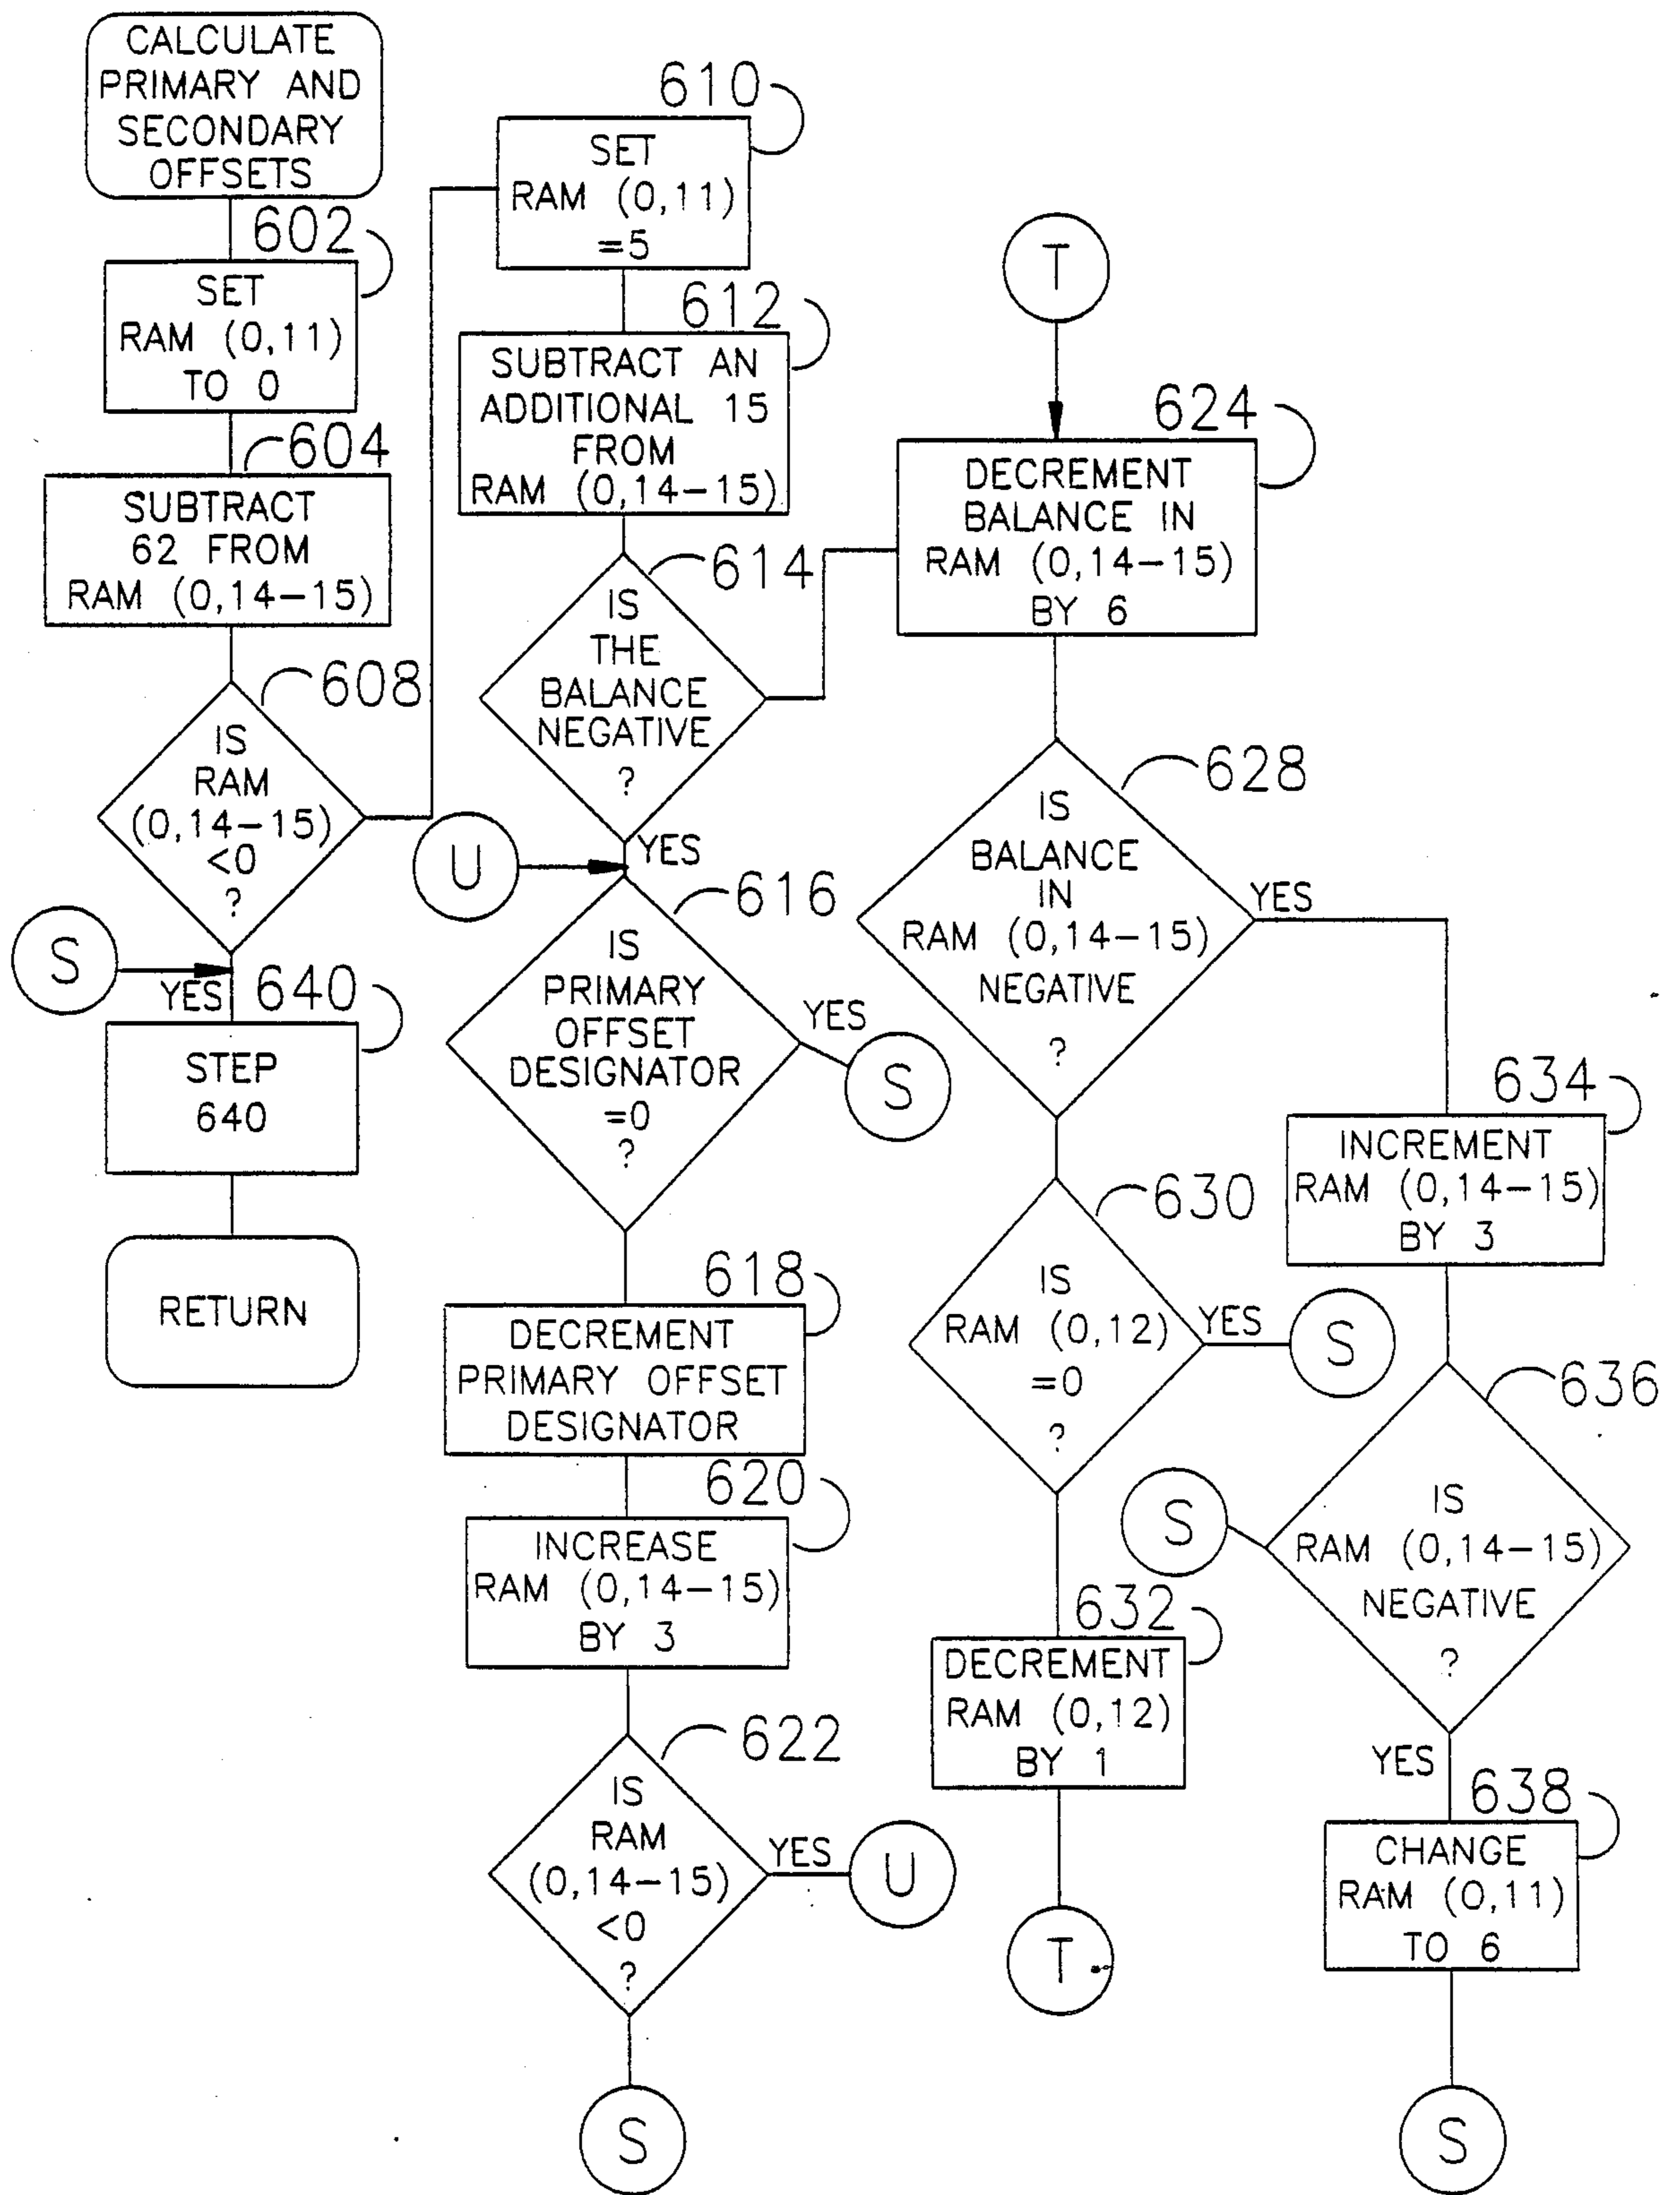 CALCULATE
PRIMARY AND
SECONDARY
OFFSETS
602
SET
RAM (0,11)
TO 0
604
SUBTRACT
62 FROM
RAM (0,14-15)
608
IS
RAM
(0,14-15)
<0
?
S
YES
640
STEP
640
RETURN
610
SET
RAM (0,11)
=5
612
SUBTRACT AN
ADDITIONAL 15
FROM
RAM (0,14-15)
614
IS
THE
BALANCE
NEGATIVE
?
U
YES
616
IS
PRIMARY
OFFSET
DESIGNATOR
=0
?
YES
S
618
DECREMENT
PRIMARY OFFSET
DESIGNATOR
620
INCREASE
RAM (0,14-15)
BY 3
622
IS
RAM
(0,14-15)
<0
?
YES
U
S
T
624
DECREMENT
BALANCE IN
RAM (0,14-15)
BY 6
628
IS
BALANCE
IN
RAM (0,14-15)
NEGATIVE
?
YES
630
IS
RAM (0,12)
=0
?
YES
S
632
DECREMENT
RAM (0,12)
BY 1
T
634
INCREMENT
RAM (0,14-15)
BY 3
636
IS
RAM (0,14-15)
NEGATIVE
?
S
YES
638
CHANGE
RAM (0,11)
TO 6
S